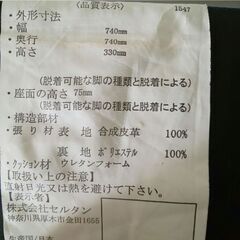 〈品質表示〉 1547
・外形寸法
・幅 740mm
・奥行 740mm
・高さ 330mm
(脱着可能な脚の種類と脱着による)
・座面の高さ 75mm
(脱着可能な脚の種類と脱着による)
・構造部材
・張り材 表 地 合成皮革 100%
裏 地 ポリエステル 100%
・クッション材 ウレタンフォーム
【取扱い上の注意】
直射日光又は熱を避けて下さい。
【表示者】
株式会社セルタン
神奈川県厚木市金田1655
生産国/日本